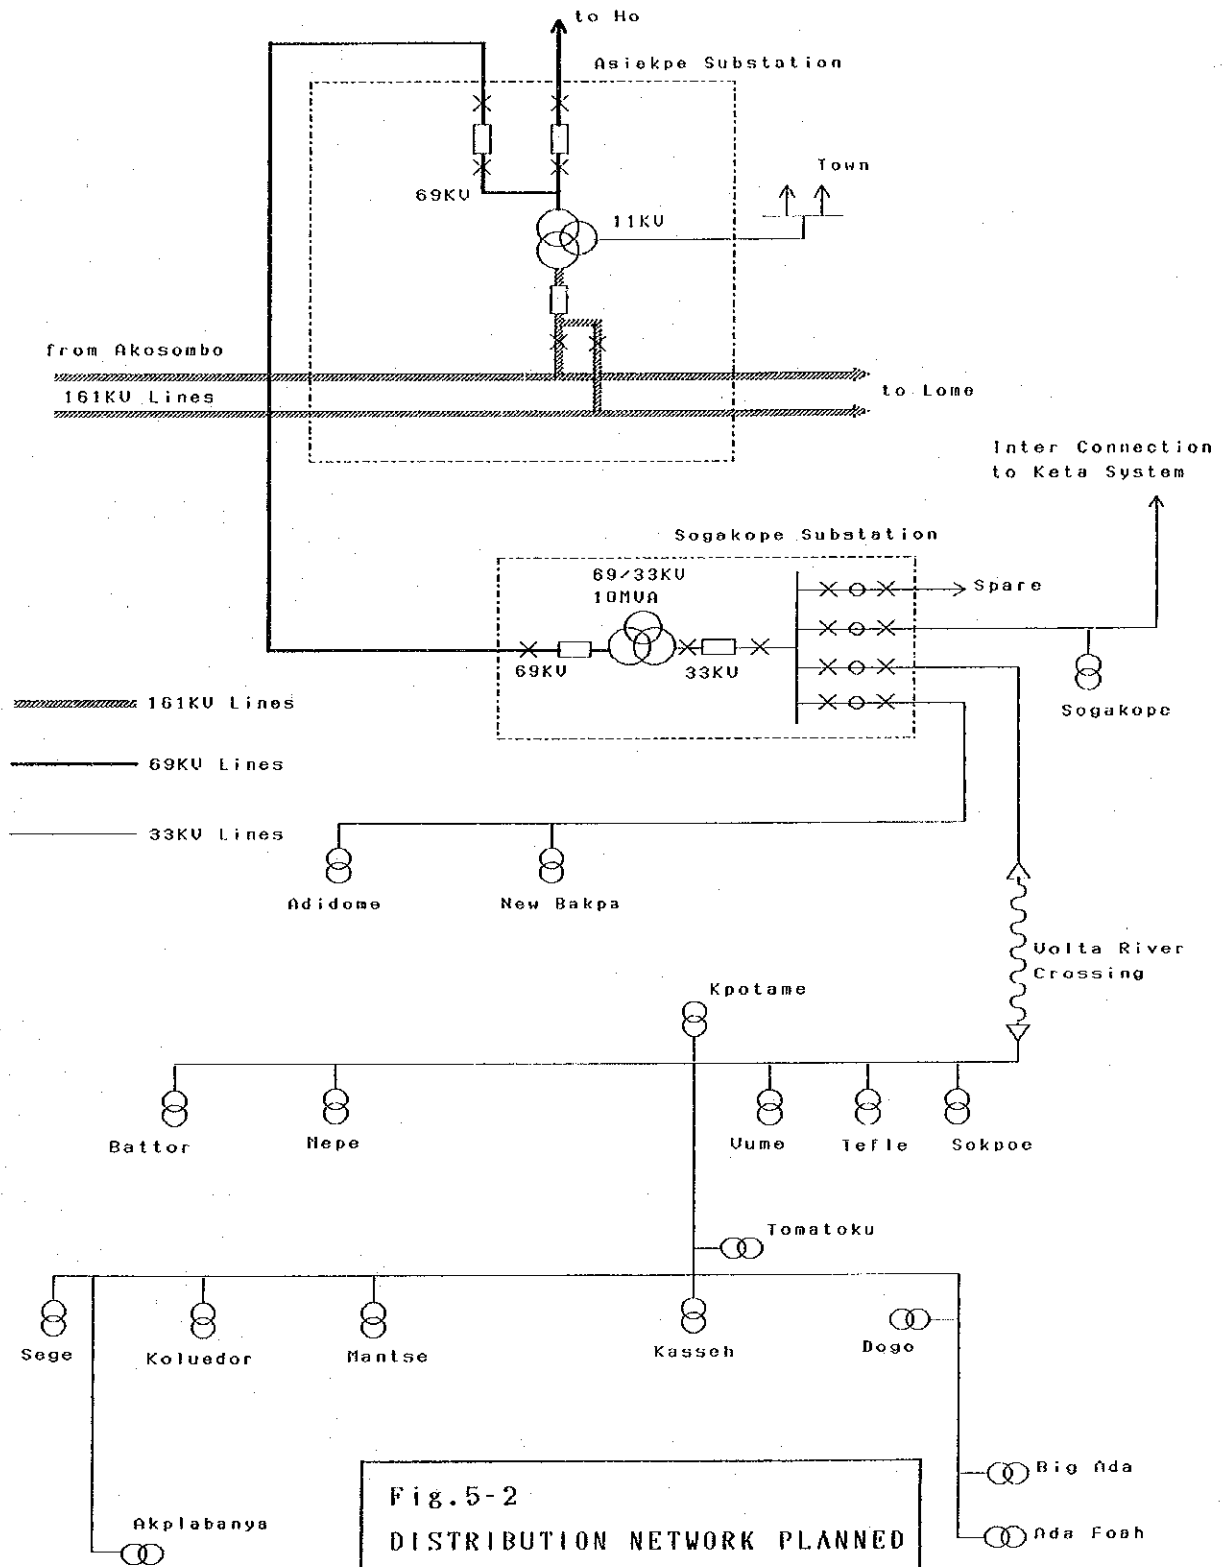 to Ho
Asiekpe Substation
Town
69KV
11KV
from Akosombo
161KV Lines
to Lome
Inter Connection
to Keta System
Sogakope Substation
69/33KV
10MVA
Spare
69KV
33KV
Sogakope
161KV Lines
69KV Lines
33KV Lines
Adidome
New Bakpa
Volta River
Crossing
Kpotame
Battor
Mepe
Vume
Tefle
Sokpoe
Tomatoku
Sege
Koluedor
Mantse
Kasseh
Dogo
Big Ada
Akplabanya
Ada Foah
Fig.5-2
DISTRIBUTION NETWORK PLANNED